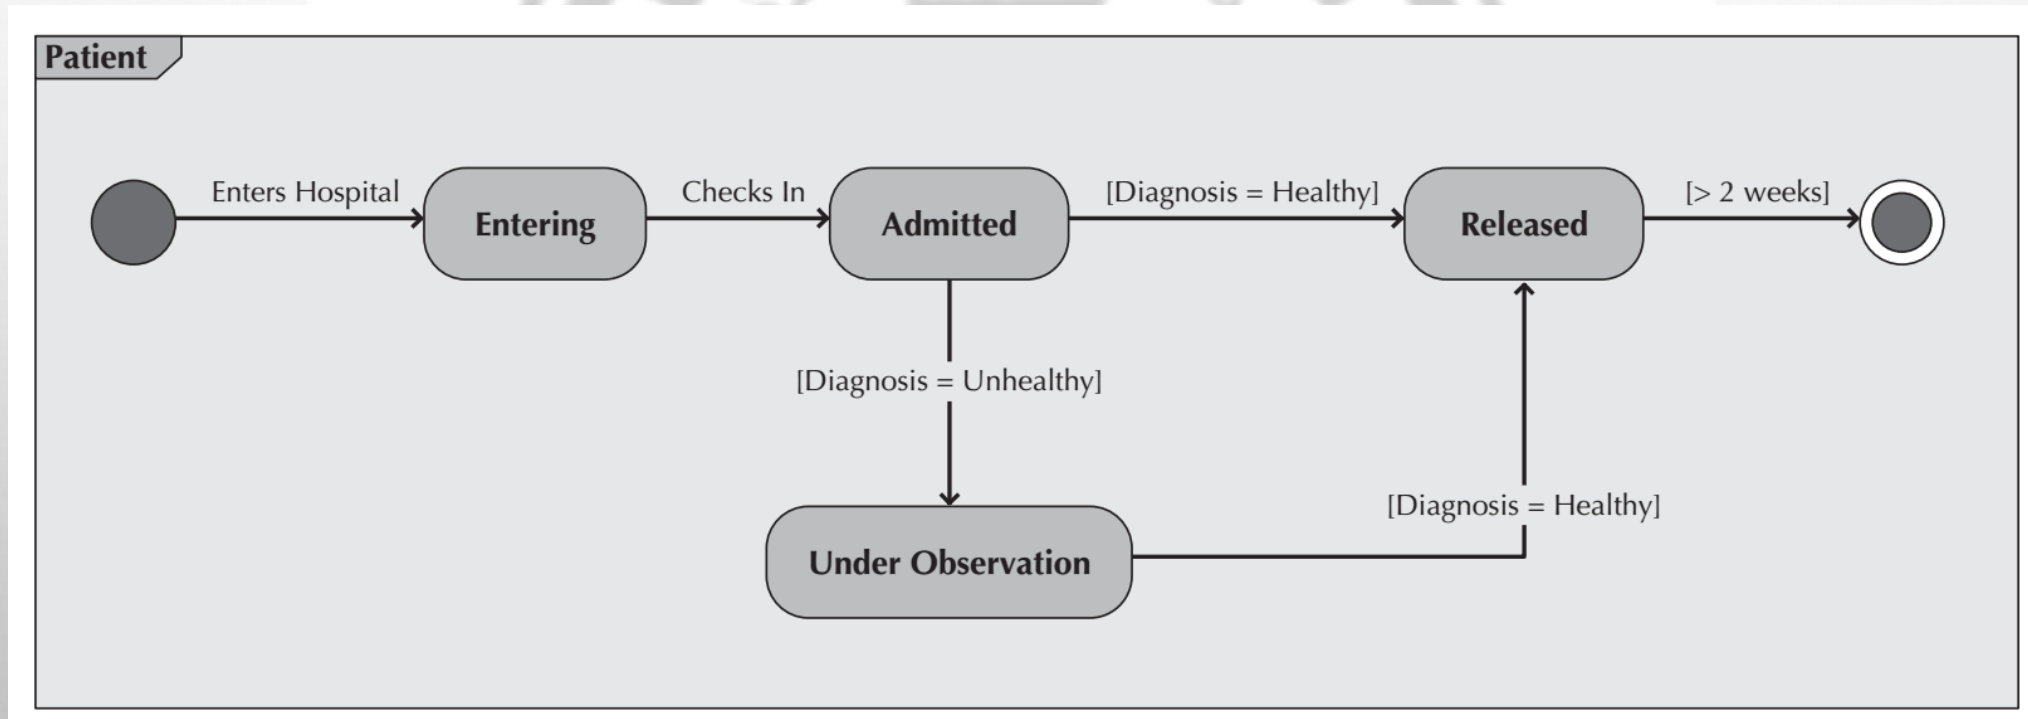 Patient
Enters Hospital
Entering
Checks In
Admitted
[Diagnosis = Healthy]
Released
[> 2 weeks]
[Diagnosis = Unhealthy]
[Diagnosis = Healthy]
Under Observation